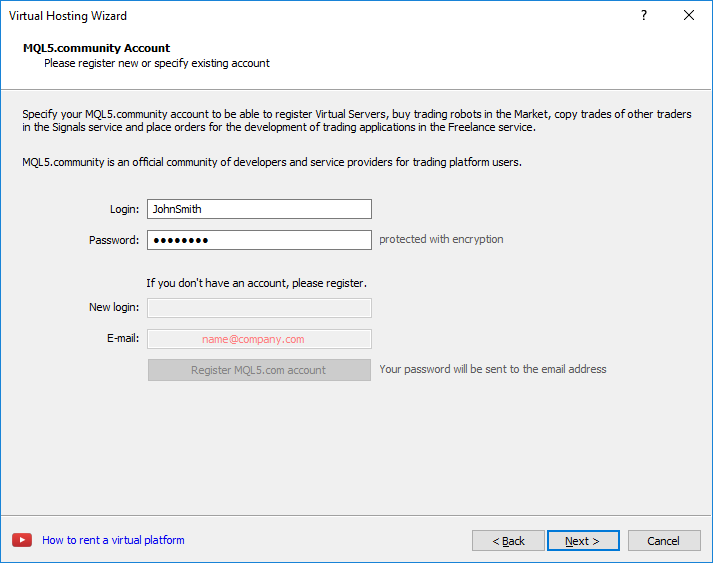 Virtual Hosting Wizard
?
MQL5.community Account
Please register new or specify existing account
Specify your MQL5.community account to be able to register Virtual Servers, buy trading robots in the Market, copy trades of other traders
in the Signals service and place orders for the development of trading applications in the Freelance service.
MQL5.community is an official community of developers and service providers for trading platform users.
Login: JohnSmith
Password: ●●●●●●●● protected with encryption
If you don't have an account, please register.
New login:
E-mail: name@company.com
Register MQL5.com account Your password will be sent to the email address
How to rent a virtual platform < Back Next > Cancel